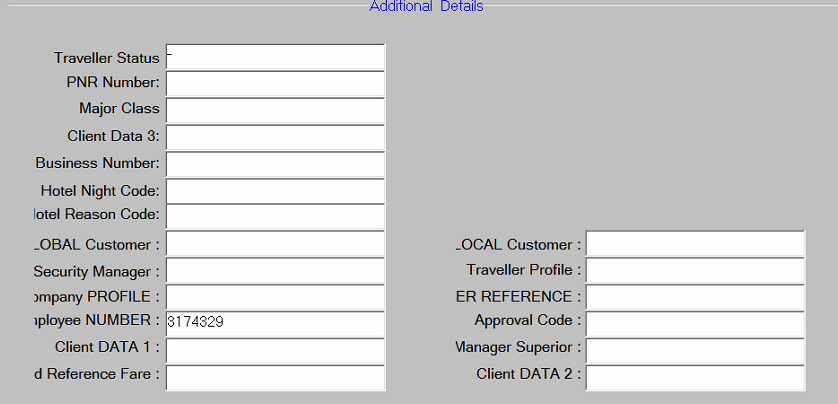 Additional Details
Traveller Status -
PNR Number:
Major Class
Client Data 3:
Business Number:
Hotel Night Code:
lotel Reason Code:
LOBAL Customer : LOCAL Customer :
Security Manager : Traveller Profile :
ompany PROFILE : ER REFERENCE :
nployee NUMBER : 3174329 Approval Code :
Client DATA 1 : Manager Superior :
d Reference Fare : Client DATA 2 :